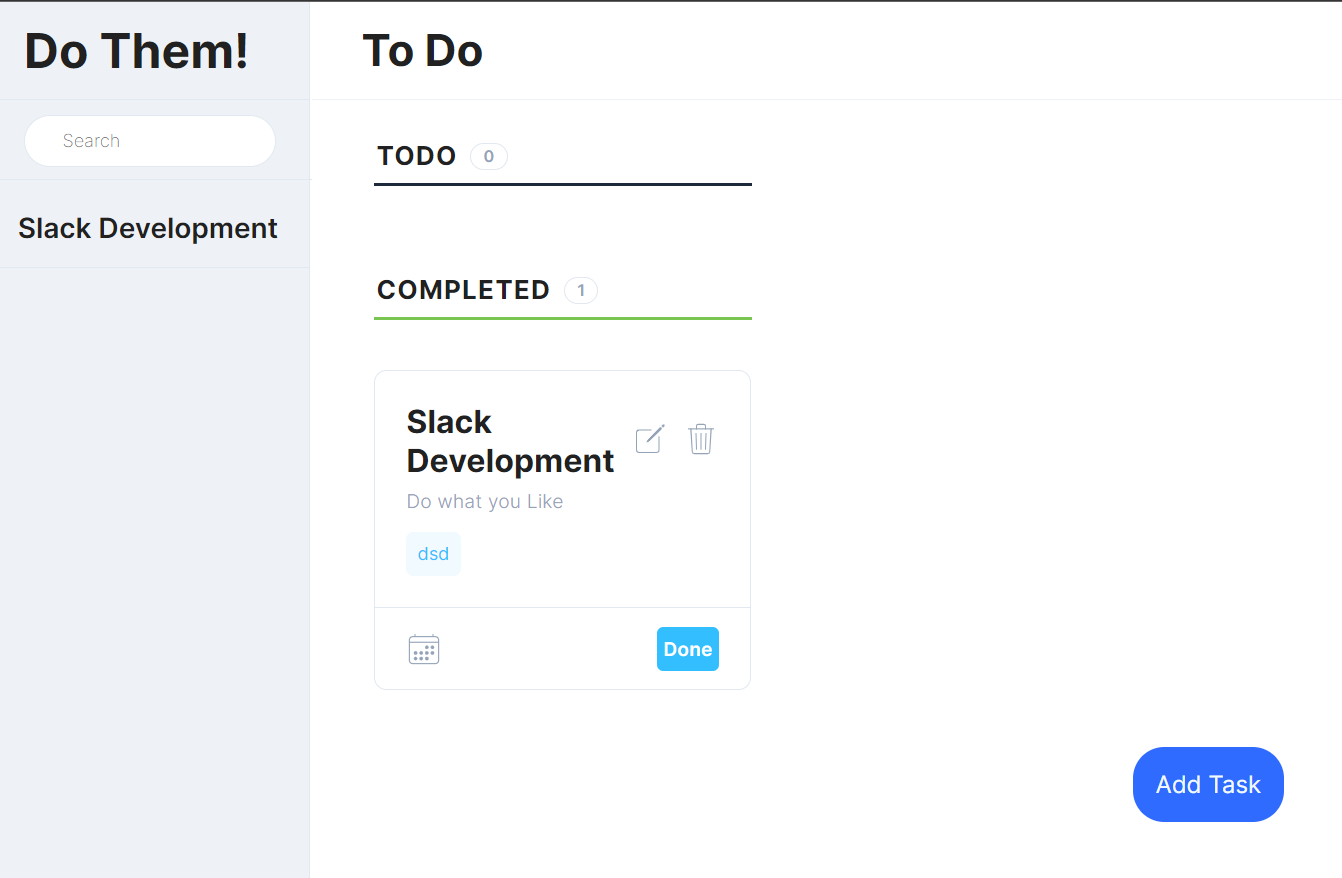 Do Them!
To Do
Search
Slack Development
TODO 0
COMPLETED 1
Slack
Development
Do what you Like
dsd
Done
Add Task